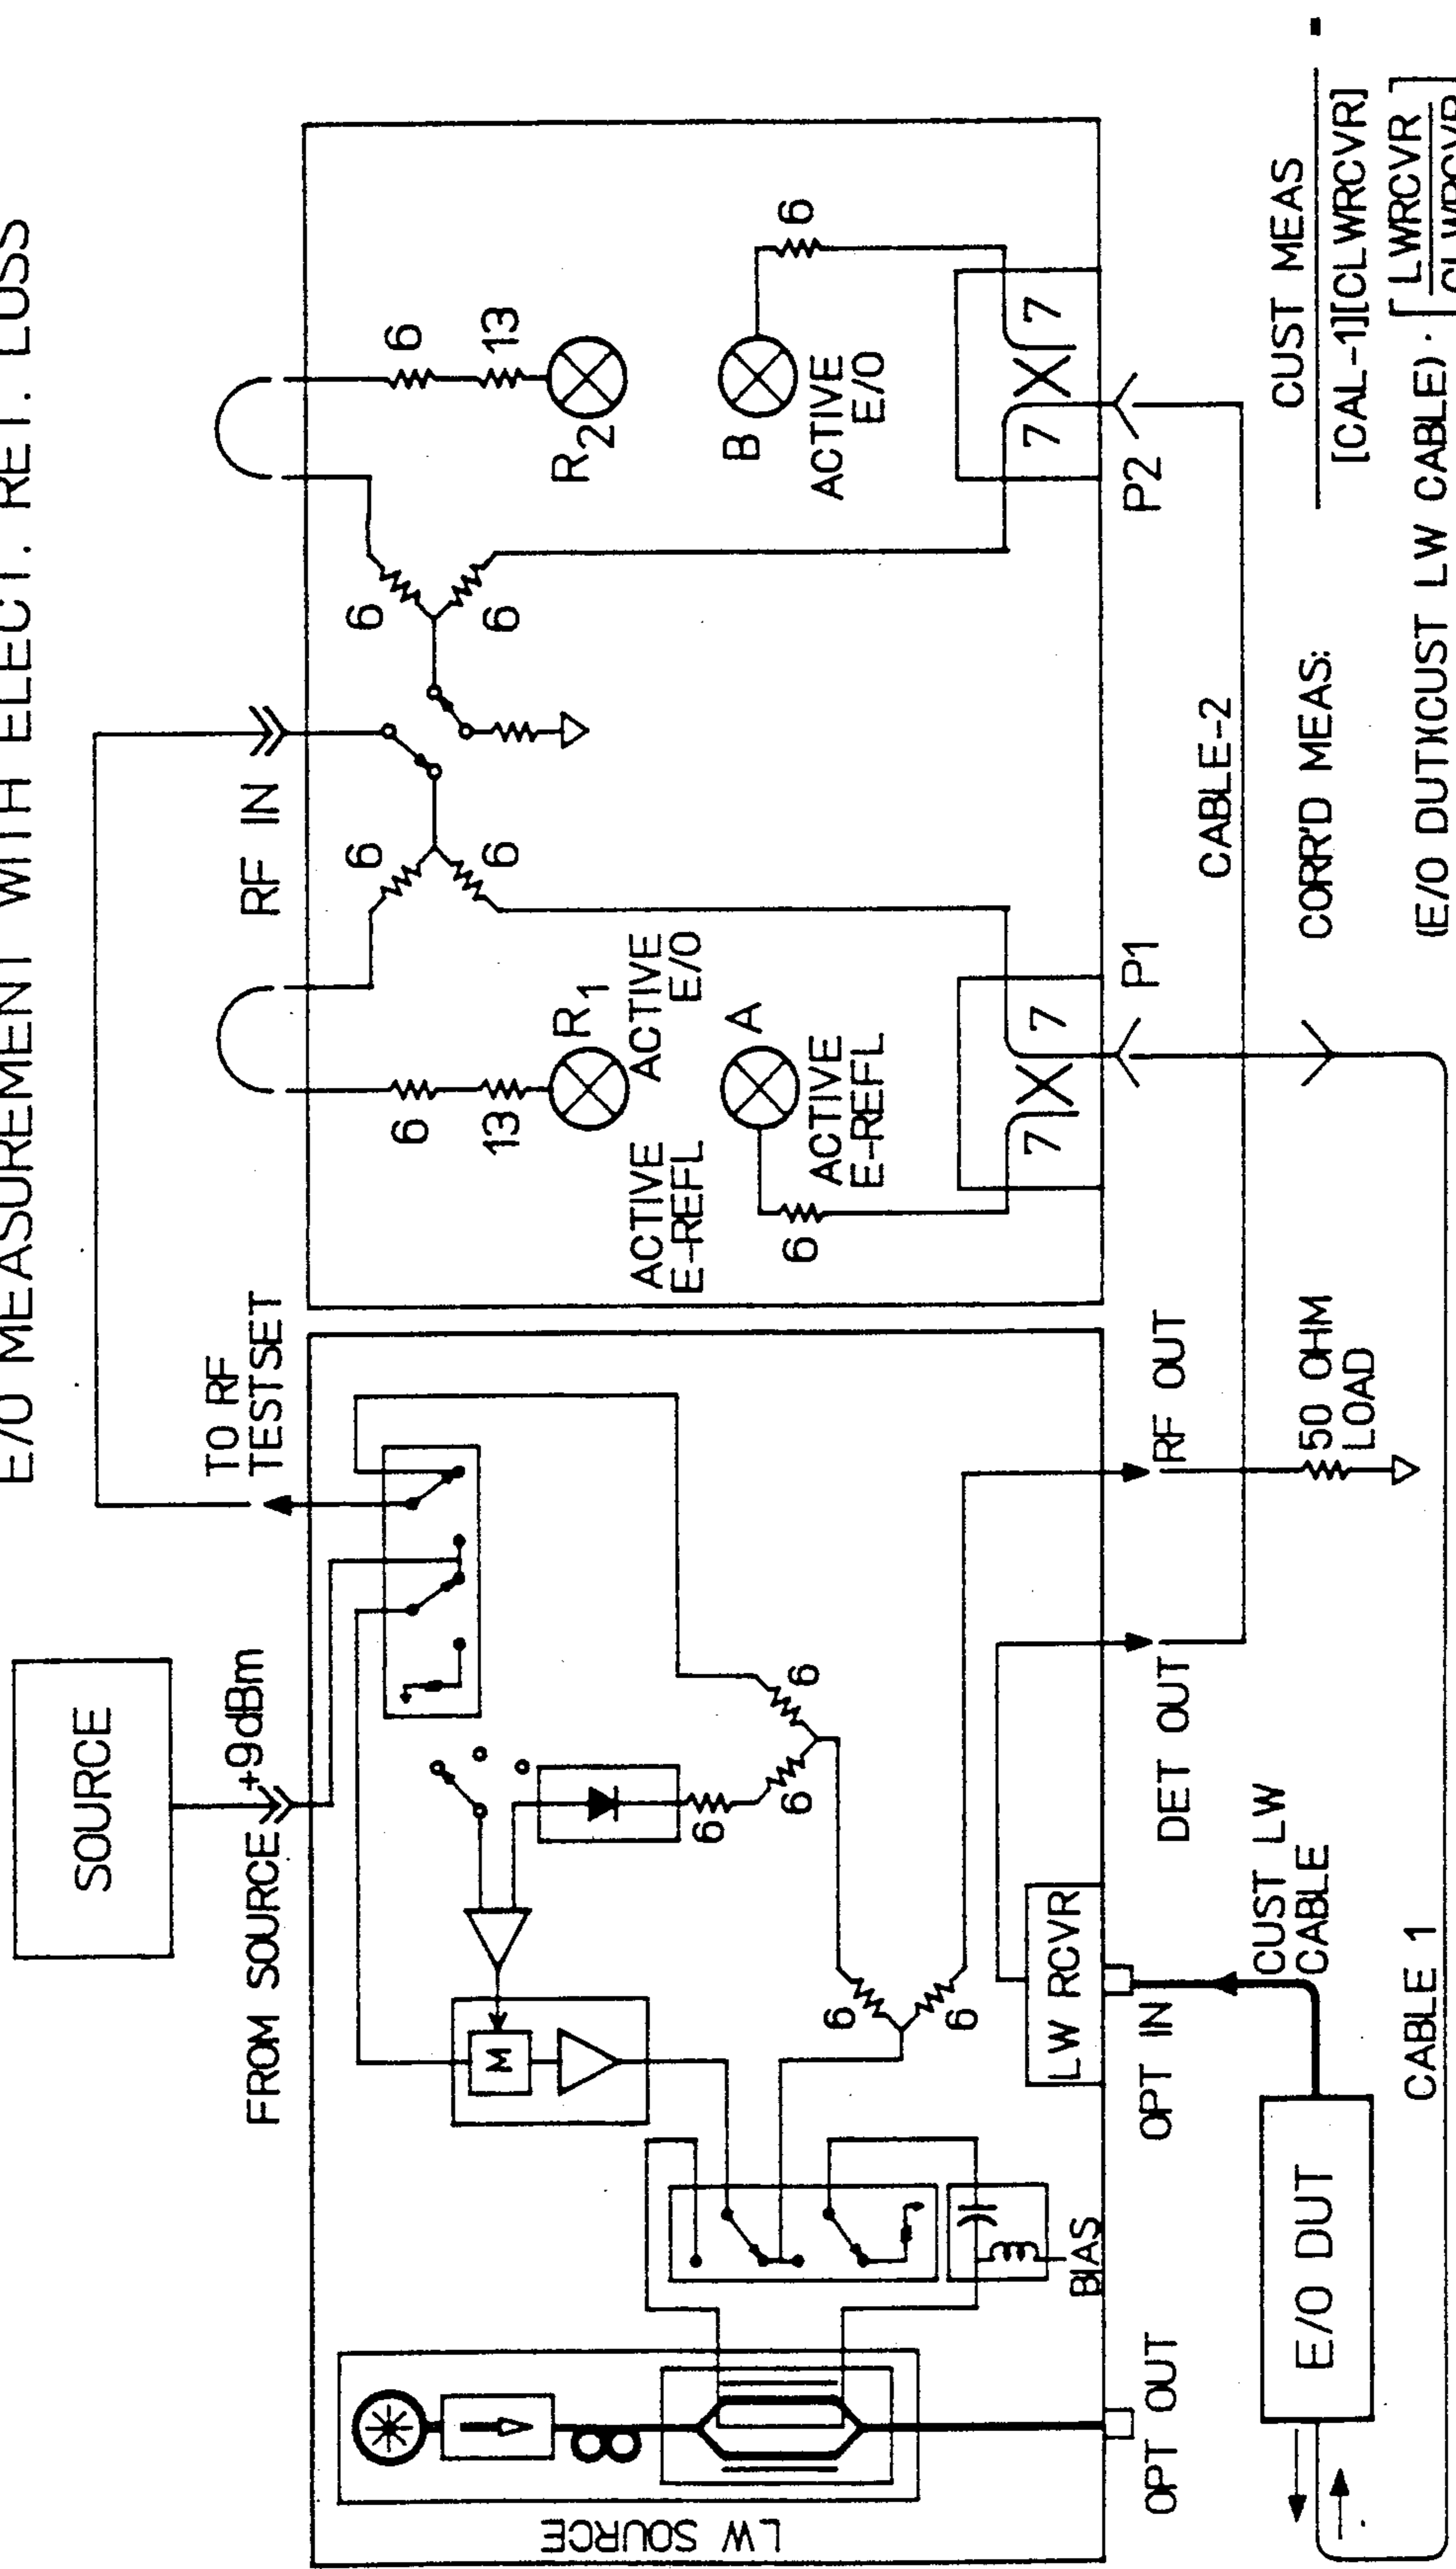 E/O MEASUREMENT WITH ELECT. RET. LOSS
SOURCE
+9dBm
FROM SOURCE
TO RF
TESTSET
RF IN
M
6
6
6
6
6
LW SOURCE
BIAS
LW RCVR
OPT OUT
OPT IN
DET OUT
RF OUT
50 OHM
LOAD
CUST LW
CABLE
E/O DUT
CABLE 1
6
13
R1
ACTIVE
E-REFL
ACTIVE
E/O
A
ACTIVE
E-REFL
6
7
7
P1
6
6
6
6
6
13
R2
B
ACTIVE
E/O
6
7
7
P2
CABLE-2
CORR'D MEAS:
CUST MEAS
[CAL-1][CLWRCVR]
(E/O DUT)(CUST LW CABLE) · [LWRCVR
CLWRCVR]